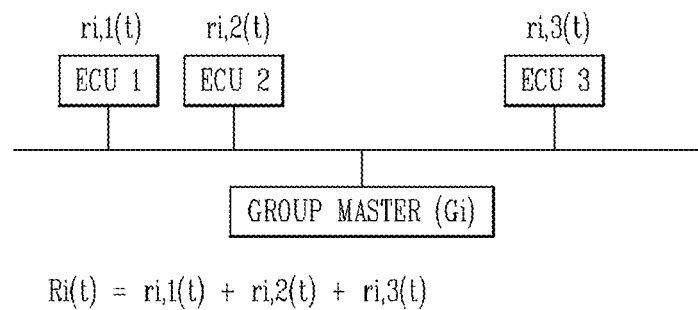 ri,1(t) ri,2(t) ri,3(t)
ECU 1 ECU 2 ECU 3
GROUP MASTER (Gi)
Ri(t) = ri,1(t) + ri,2(t) + ri,3(t)